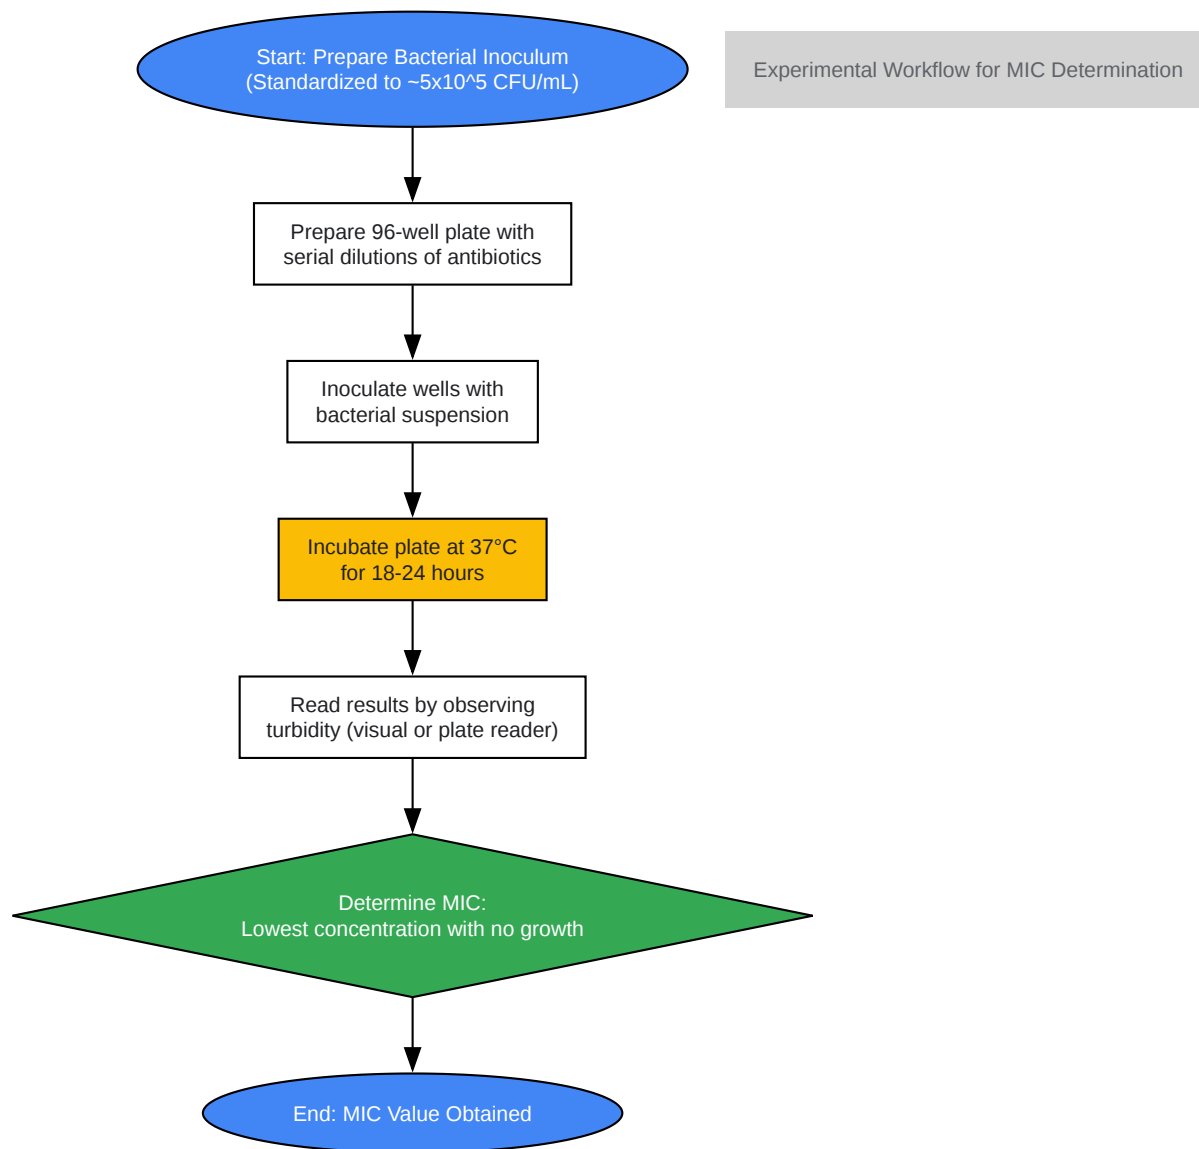 Start: Prepare Bacterial Inoculum
(Standardized to ~5x10^5 CFU/mL)
Experimental Workflow for MIC Determination
Prepare 96-well plate with
serial dilutions of antibiotics
Inoculate wells with
bacterial suspension
Incubate plate at 37°C
for 18-24 hours
Read results by observing
turbidity (visual or plate reader)
Determine MIC:
Lowest concentration with no growth
End: MIC Value Obtained